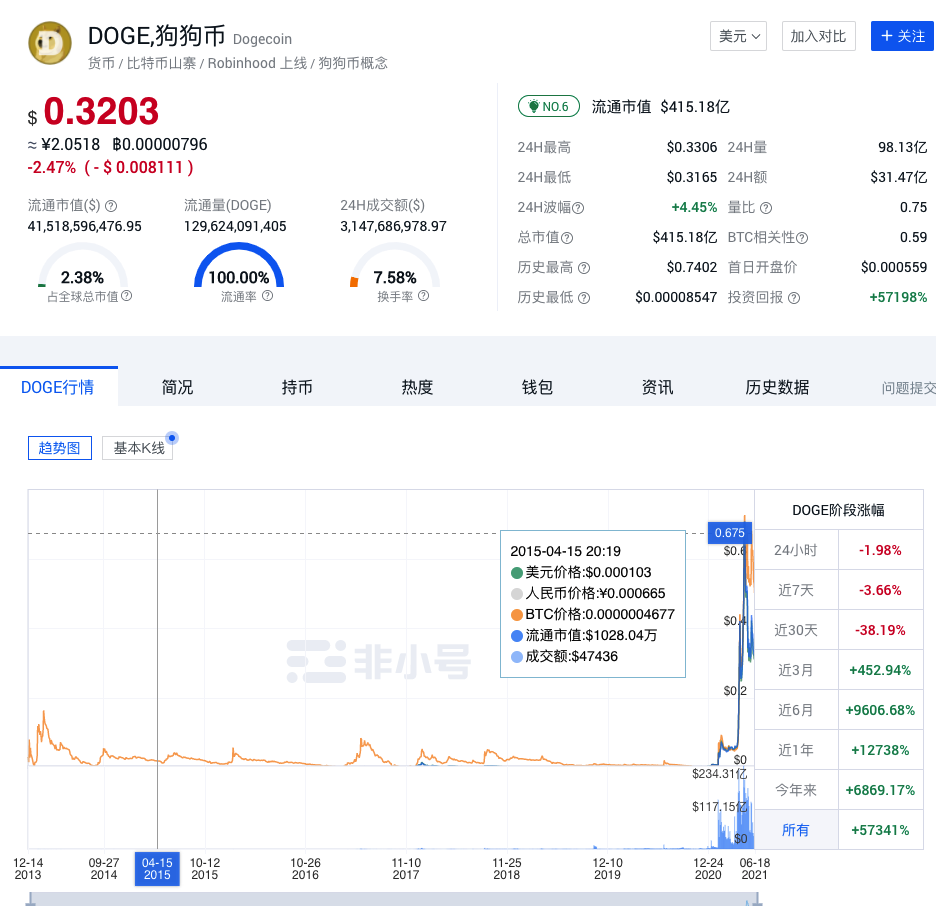 DOGE,狗狗币 Dogecoin
货币 / 比特币山寨 / Robinhood 上线 / 狗狗币概念
美元 加入对比 + 关注
$ 0.3203
≈ ¥2.0518 ฿0.00000796
-2.47% ( - $ 0.008111 )
流通市值($) 流通量(DOGE) 24H成交额($)
41,518,596,476.95 129,624,091,405 3,147,686,978.97
2.38% 100.00% 7.58%
占全球总市值 流通率 换手率
NO.6 流通市值 $415.18亿
24H最高 $0.3306 24H量 98.13亿
24H最低 $0.3165 24H额 $31.47亿
24H波幅 +4.45% 量比 0.75
总市值 $415.18亿 BTC相关性 0.59
历史最高 $0.7402 首日开盘价 $0.000559
历史最低 $0.00008547 投资回报 +57198%
DOGE行情 简况 持币 热度 钱包 资讯 历史数据 问题提交
趋势图 基本K线
0.675
$0.6
$0.4
$0.2
$0
$234.31亿
$117.15亿
$0
2015-04-15 20:19
美元价格:$0.000103
人民币价格:¥0.000665
BTC价格:0.0000004677
流通市值:$1028.04万
成交额:$47436
非小号
12-14 09-27 04-15 10-12 10-26 11-10 11-25 12-10 12-24 06-18
2013 2014 2015 2015 2016 2017 2018 2019 2020 2021
DOGE阶段涨幅
24小时 -1.98%
近7天 -3.66%
近30天 -38.19%
近3月 +452.94%
近6月 +9606.68%
近1年 +12738%
今年来 +6869.17%
所有 +57341%